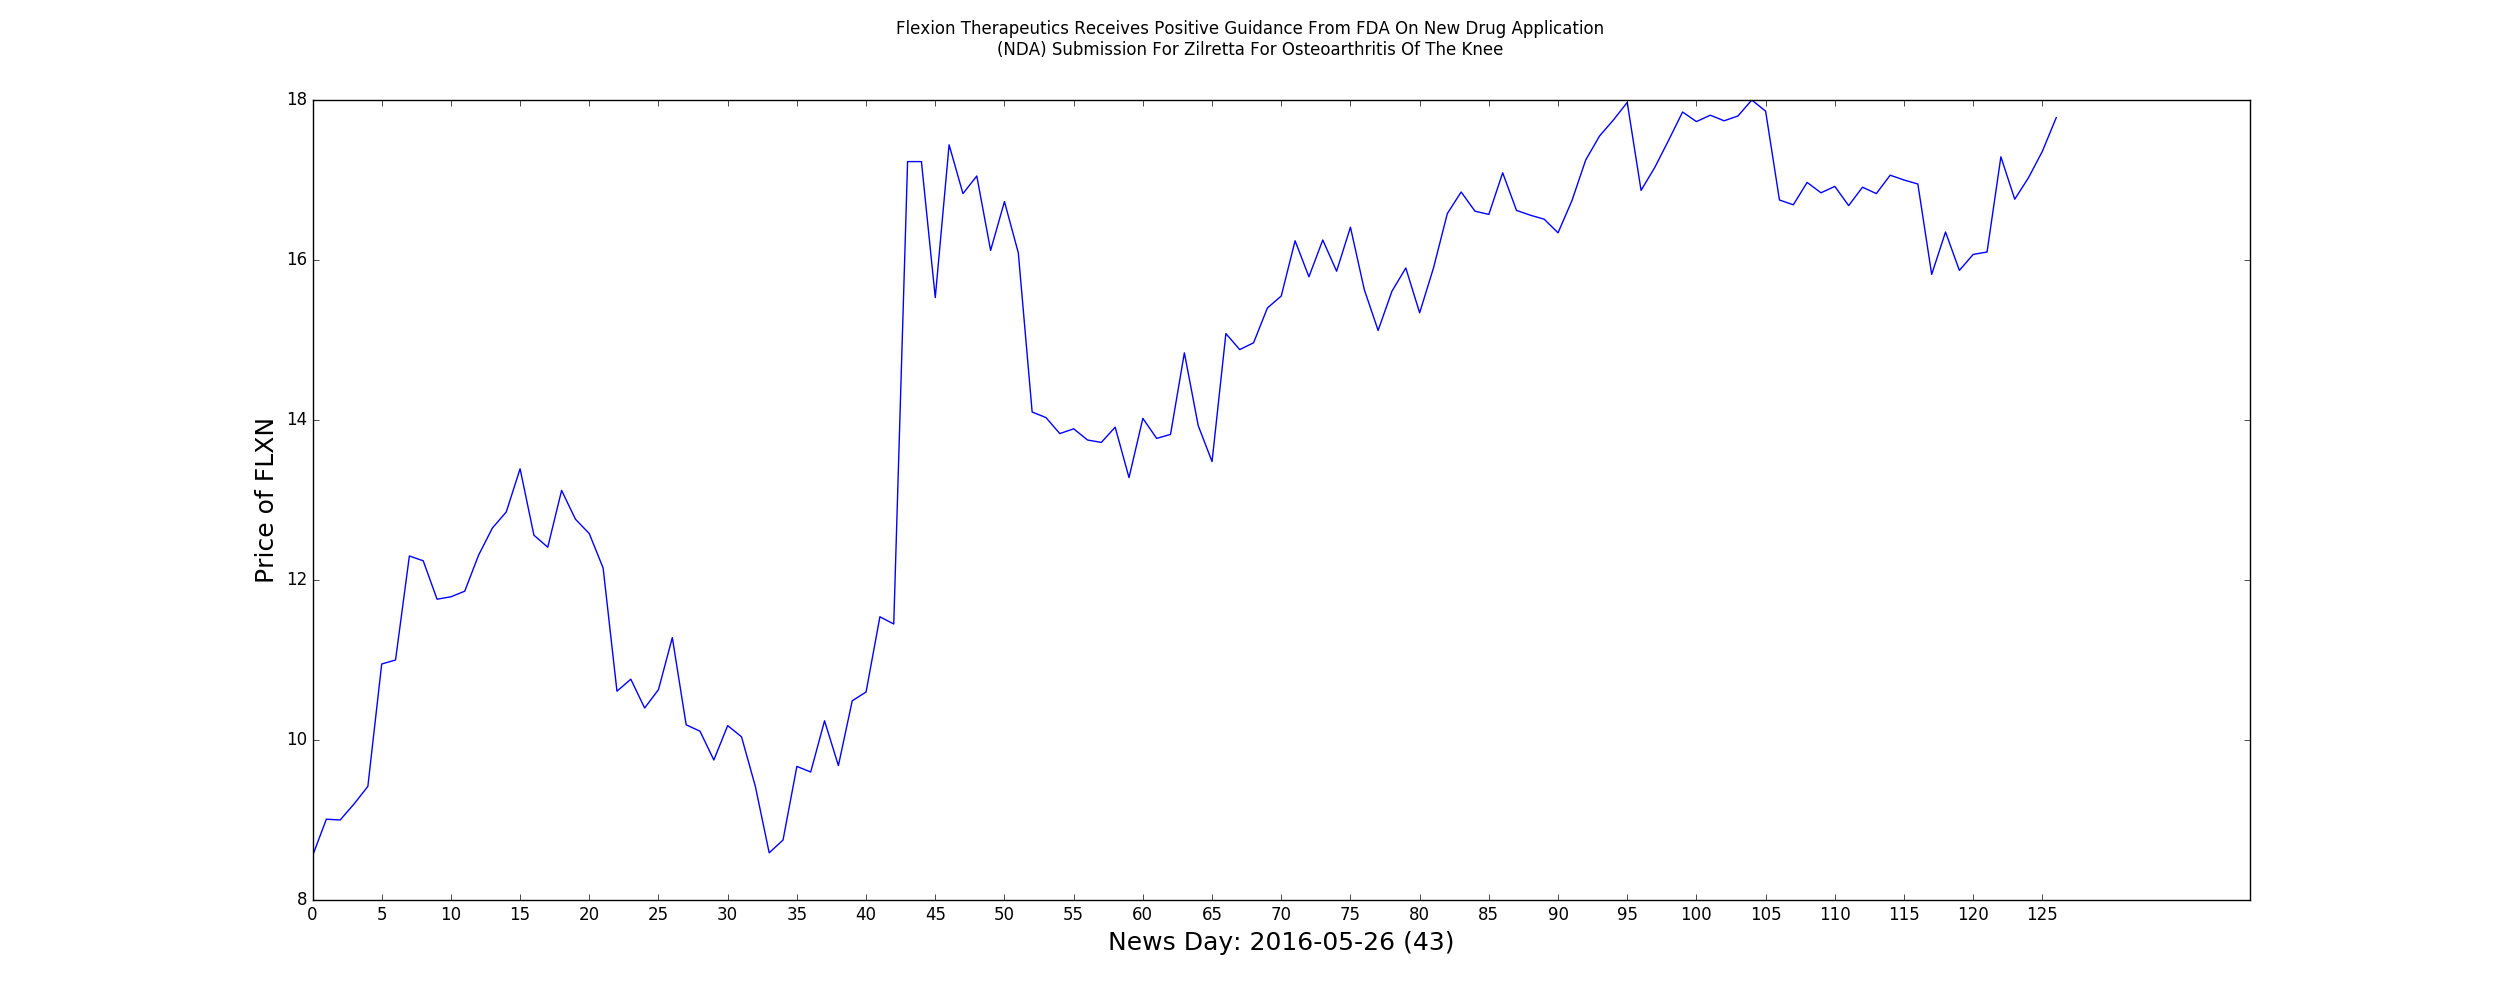 Flexion Therapeutics Receives Positive Guidance From FDA On New Drug Application
(NDA) Submission For Zilretta For Osteoarthritis Of The Knee
18
16
14
12
10
8
Price of FLXN
0 5 10 15 20 25 30 35 40 45 50 55 60 65 70 75 80 85 90 95 100 105 110 115 120 125
News Day: 2016-05-26 (43)